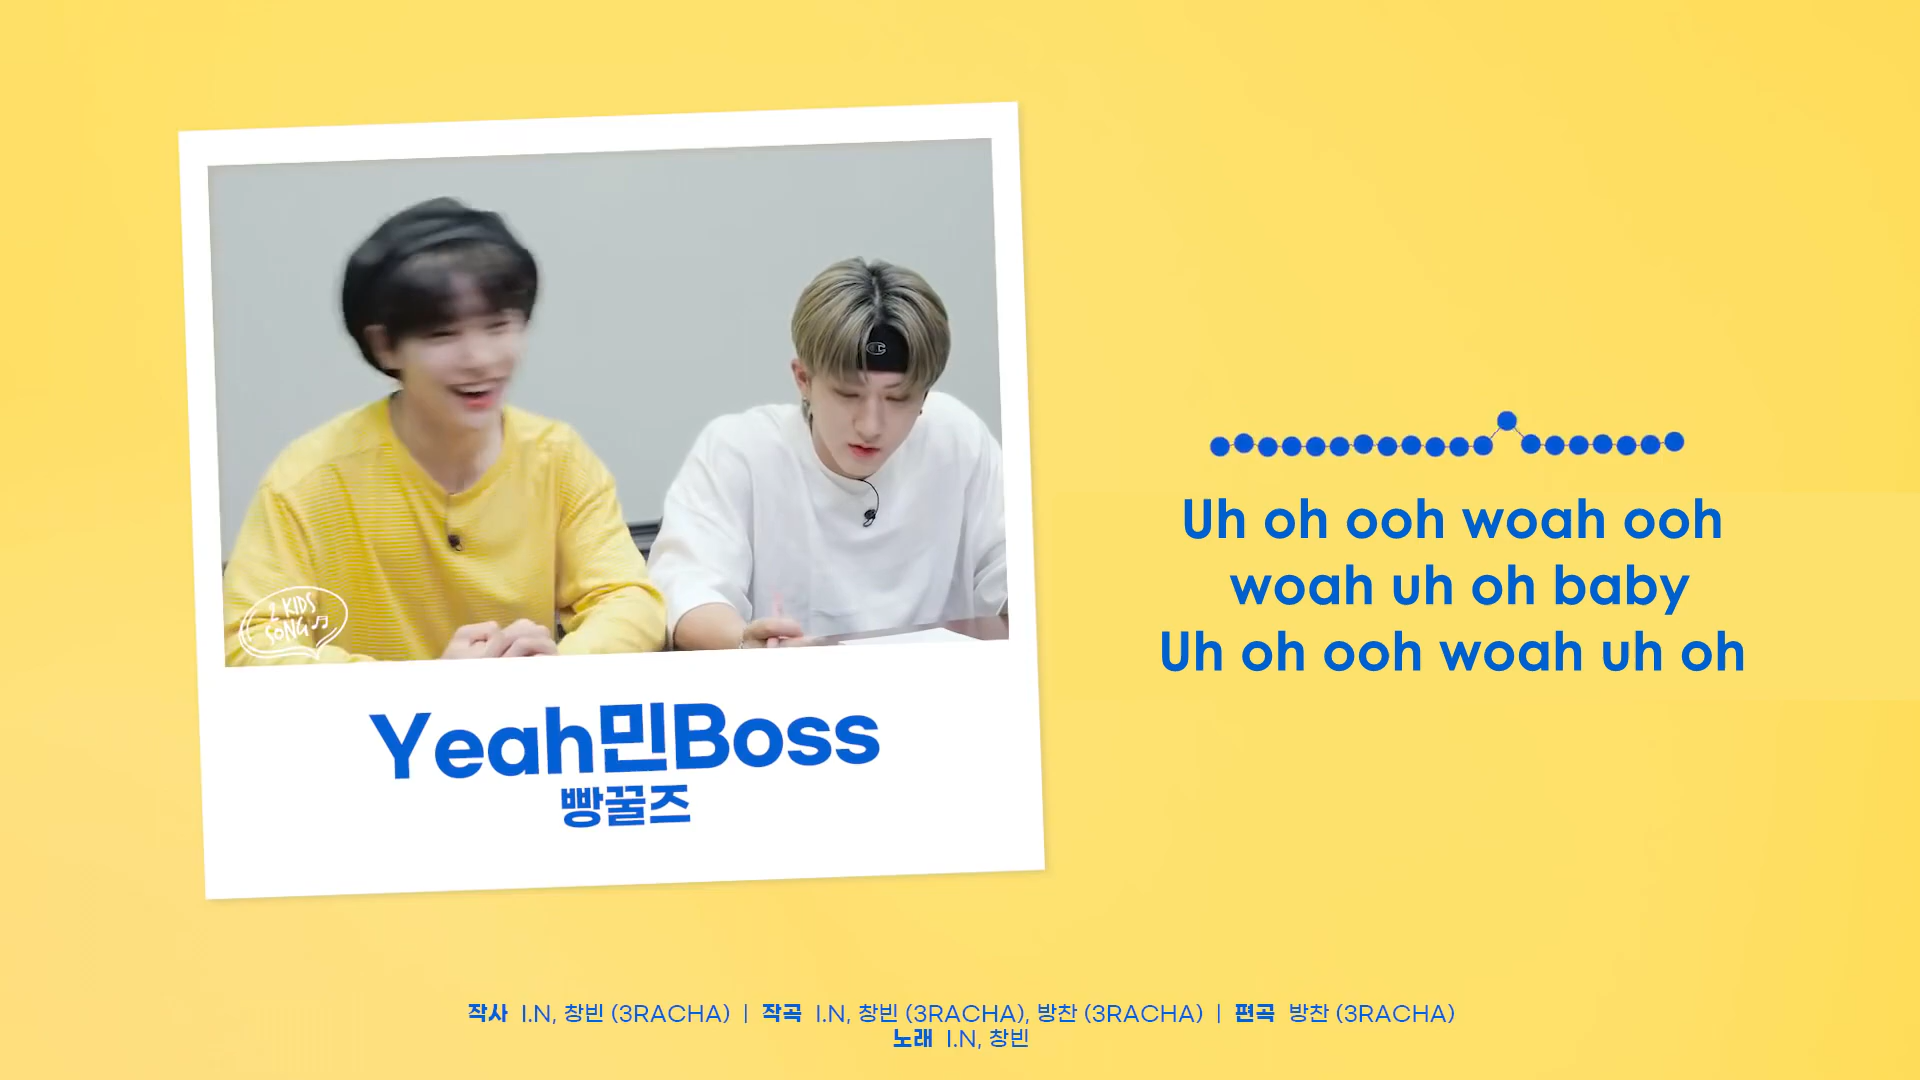 2 KIDS
SONG
Yeah민Boss
빵꿀즈
Uh oh ooh woah ooh
woah uh oh baby
Uh oh ooh woah uh oh
작사 I.N, 창빈 (3RACHA) | 작곡 I.N, 창빈 (3RACHA), 방찬 (3RACHA) | 편곡 방찬 (3RACHA)
노래 I.N, 창빈